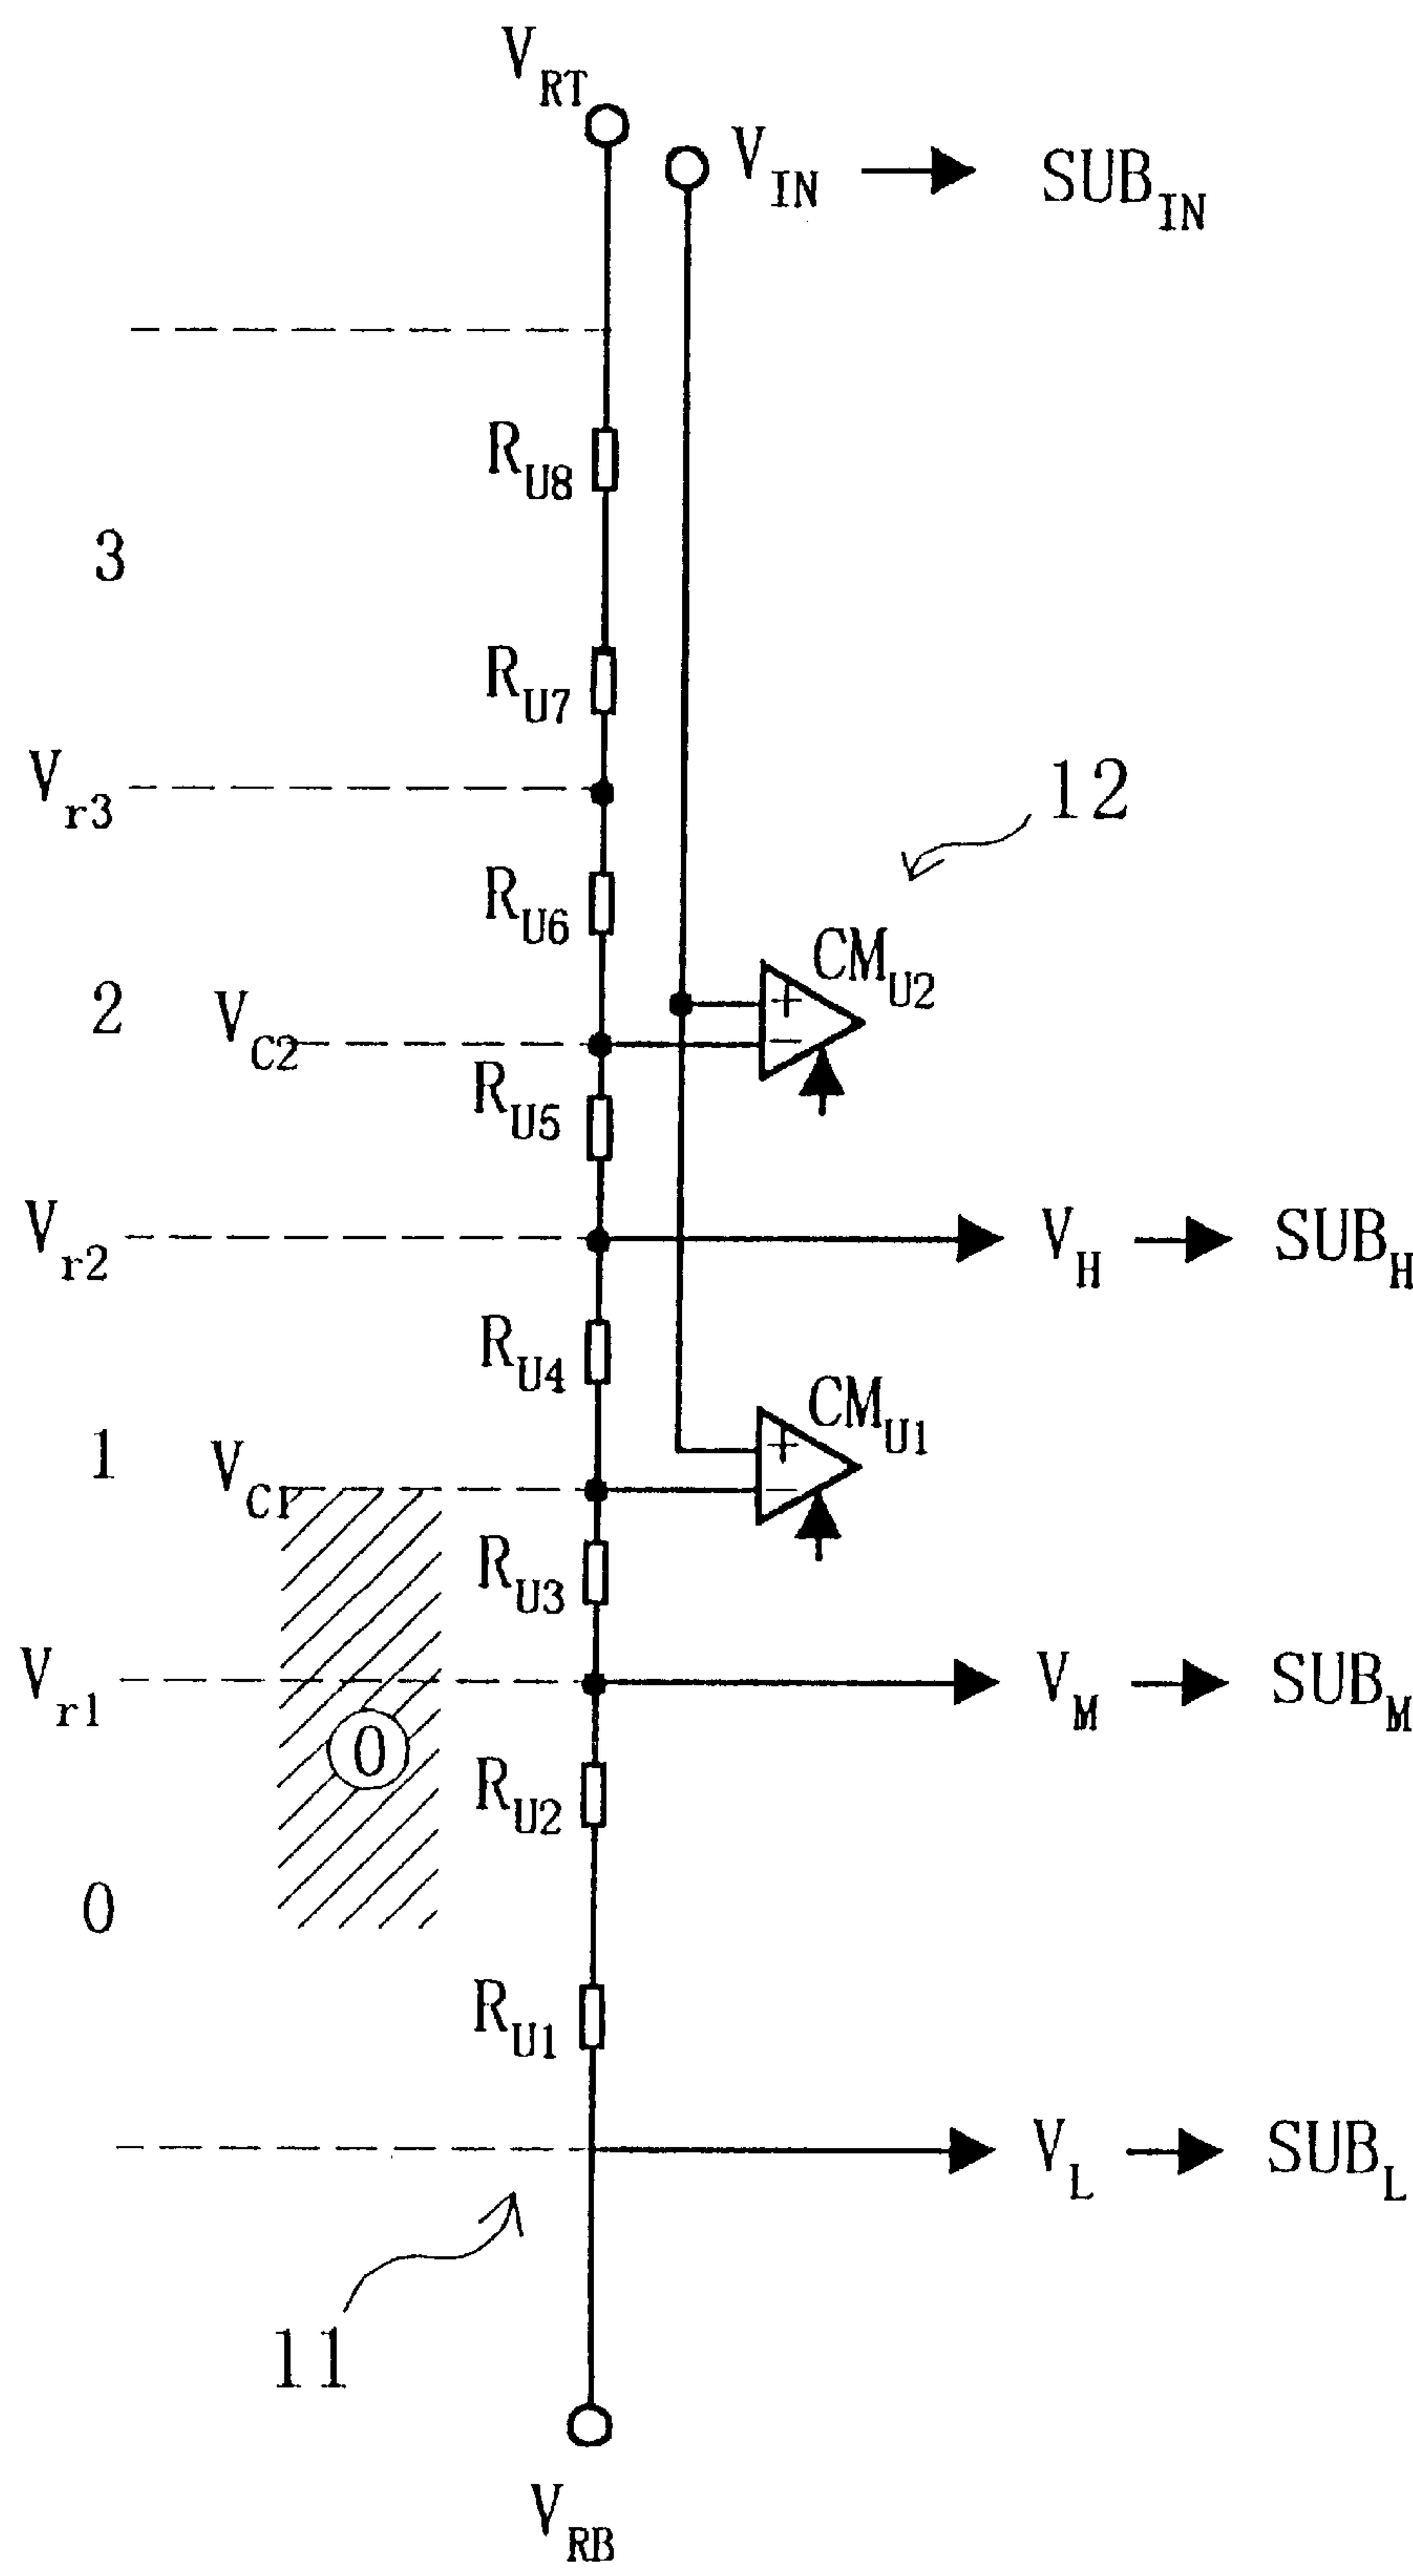 V_RT
V_IN → SUB_IN
R_U8
3
R_U7
V_r3
12
R_U6
CM_U2
2
V_C2
+
−
R_U5
V_r2
V_H → SUB_H
R_U4
CM_U1
1
V_C1
+
−
R_U3
V_r1
V_M → SUB_M
0
R_U2
0
R_U1
V_L → SUB_L
11
V_RB